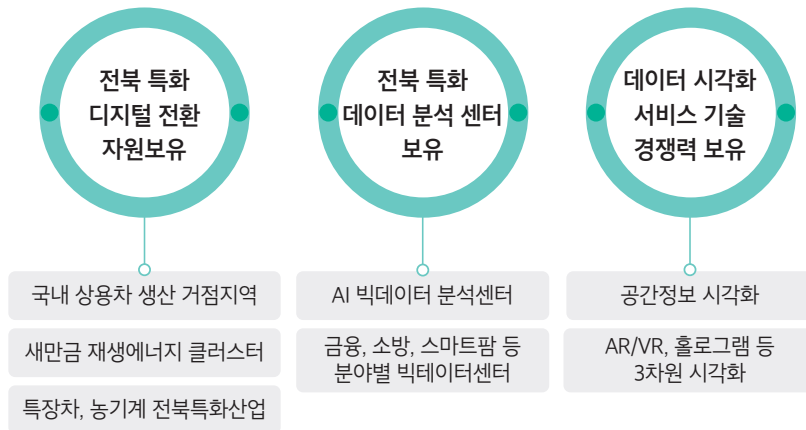 전북 특화
디지털 전환
자원보유
국내 상용차 생산 거점지역
새만금 재생에너지 클러스터
특장차, 농기계 전북특화산업
전북 특화
데이터 분석 센터
보유
AI 빅데이터 분석센터
금융, 소방, 스마트팜 등
분야별 빅테이터센터
데이터 시각화
서비스 기술
경쟁력 보유
공간정보 시각화
AR/VR, 홀로그램 등
3차원 시각화